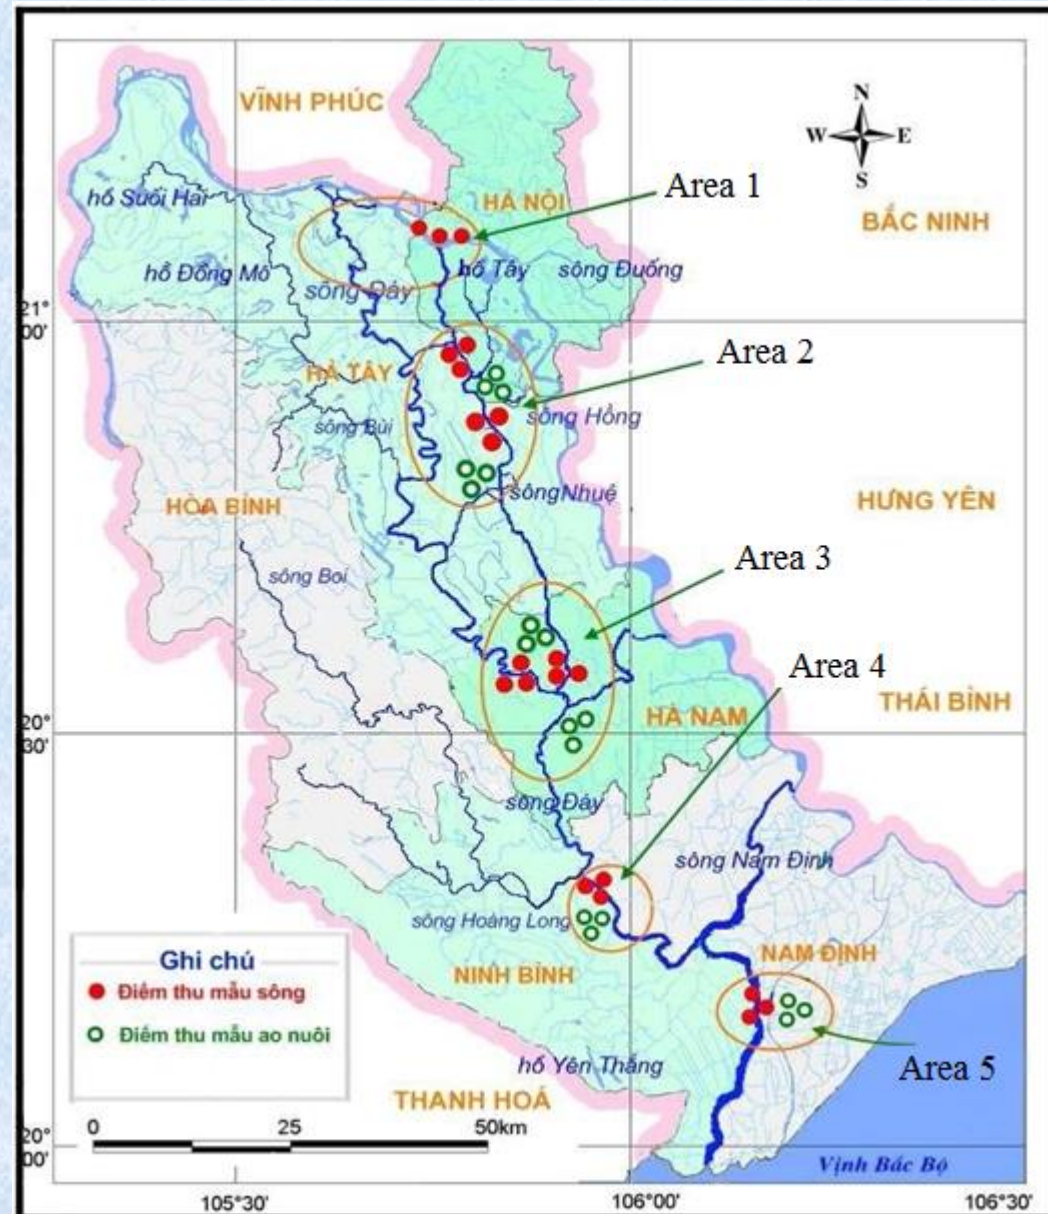 VĨNH PHÚC
N
W E
S
Area 1
HÀ NỘI
BẮC NINH
hồ Suối Hai
hồ Tây
sông Đuống
hồ Đồng Mô
sông Đáy
21°
00'
Area 2
HÀ TÂY
sông Hồng
sông Bùi
sông Nhuệ
HÒA BÌNH
HƯNG YÊN
Area 3
sông Boi
Area 4
THÁI BÌNH
HÀ NAM
20°
30'
sông Đáy
sông Nam Định
sông Hoàng Long
Ghi chú
Điểm thu mẫu sông
Điểm thu mẫu ao nuôi
NINH BÌNH
NAM ĐỊNH
hồ Yên Thắng
Area 5
THANH HOÁ
0 25 50km
20°
00'
Vịnh Bắc Bộ
105°30'
106°00'
106°30'